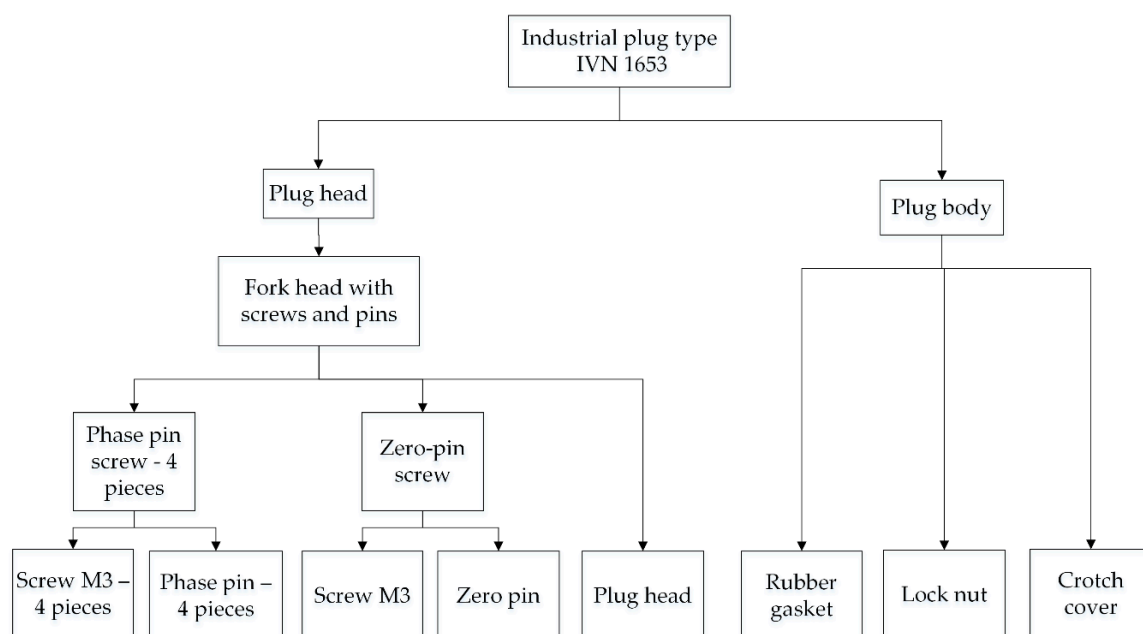 Industrial plug type
IVN 1653
Plug head
Plug body
Fork head with
screws and pins
Phase pin
screw - 4
pieces
Zero-pin
screw
Screw M3 –
4 pieces
Phase pin –
4 pieces
Screw M3
Zero pin
Plug head
Rubber
gasket
Lock nut
Crotch
cover